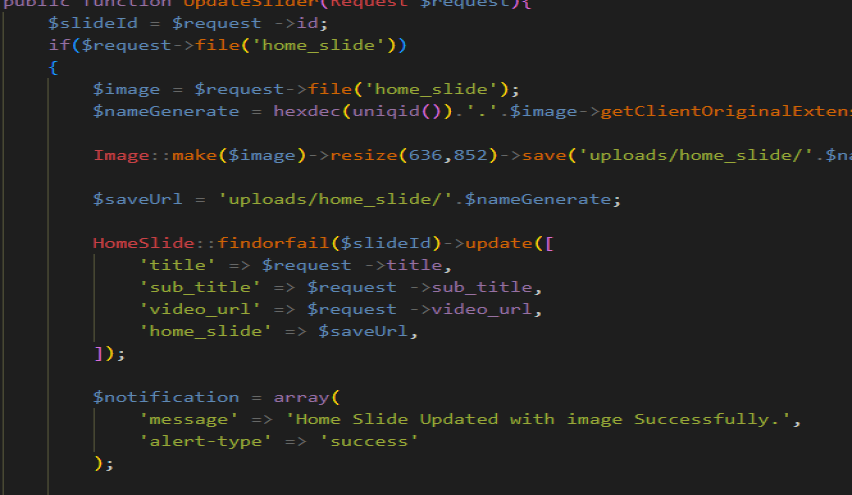 public function UpdateSlider(Request $request){
$slideId = $request ->id;
if($request->file('home_slide'))
{
$image = $request->file('home_slide');
$nameGenerate = hexdec(uniqid()).'.'.$image->getClientOriginalExtens
Image::make($image)->resize(636,852)->save('uploads/home_slide/'.$na
$saveUrl = 'uploads/home_slide/'.$nameGenerate;
HomeSlide::findorfail($slideId)->update([
'title' => $request ->title,
'sub_title' => $request ->sub_title,
'video_url' => $request ->video_url,
'home_slide' => $saveUrl,
]);
$notification = array(
'message' => 'Home Slide Updated with image Successfully.',
'alert-type' => 'success'
);